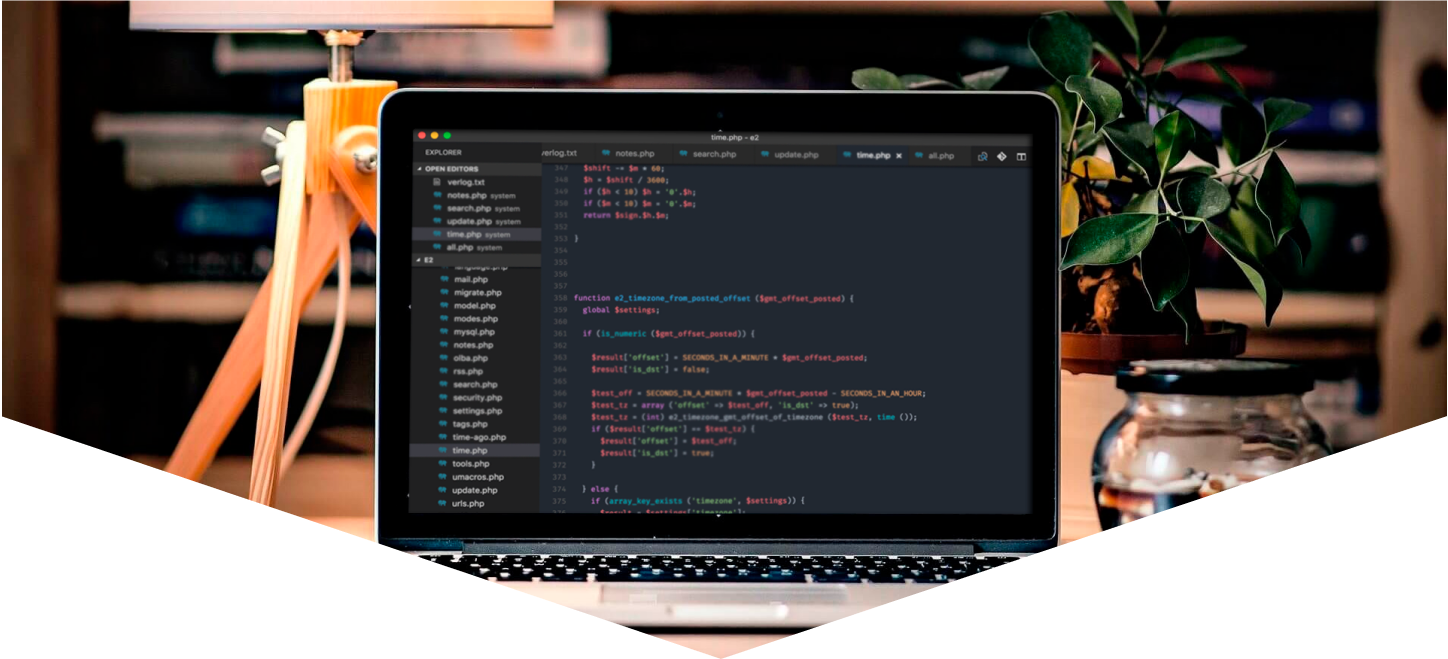 time.php - e2
EXPLORER
OPEN EDITORS
verlog.txt
notes.php system
search.php system
update.php system
time.php system
all.php system
E2
language.php
mail.php
migrate.php
model.php
modes.php
mysql.php
notes.php
olba.php
rss.php
search.php
security.php
settings.php
tags.php
time-ago.php
time.php
tools.php
umacros.php
update.php
urls.php
verlog.txt notes.php search.php update.php time.php × all.php
347 $shift -= $m * 60;
348 $h = $shift / 3600;
349 if ($h < 10) $h = '0'.$h;
350 if ($m < 10) $m = '0'.$m;
351 return $sign.$h.$m;
352
353 }
354
355
356
357
358 function e2_timezone_from_posted_offset ($gmt_offset_posted) {
359 global $settings;
360
361 if (is_numeric ($gmt_offset_posted)) {
362
363 $result['offset'] = SECONDS_IN_A_MINUTE * $gmt_offset_posted;
364 $result['is_dst'] = false;
365
366 $test_off = SECONDS_IN_A_MINUTE * $gmt_offset_posted - SECONDS_IN_AN_HOUR;
367 $test_tz = array ('offset' => $test_off, 'is_dst' => true);
368 $test_tz = (int) e2_timezone_gmt_offset_of_timezone ($test_tz, time ());
369 if ($result['offset'] == $test_tz) {
370 $result['offset'] = $test_off;
371 $result['is_dst'] = true;
372 }
373
374 } else {
375 if (array_key_exists ('timezone', $settings)) {
376 $result = $settings['timezone'];